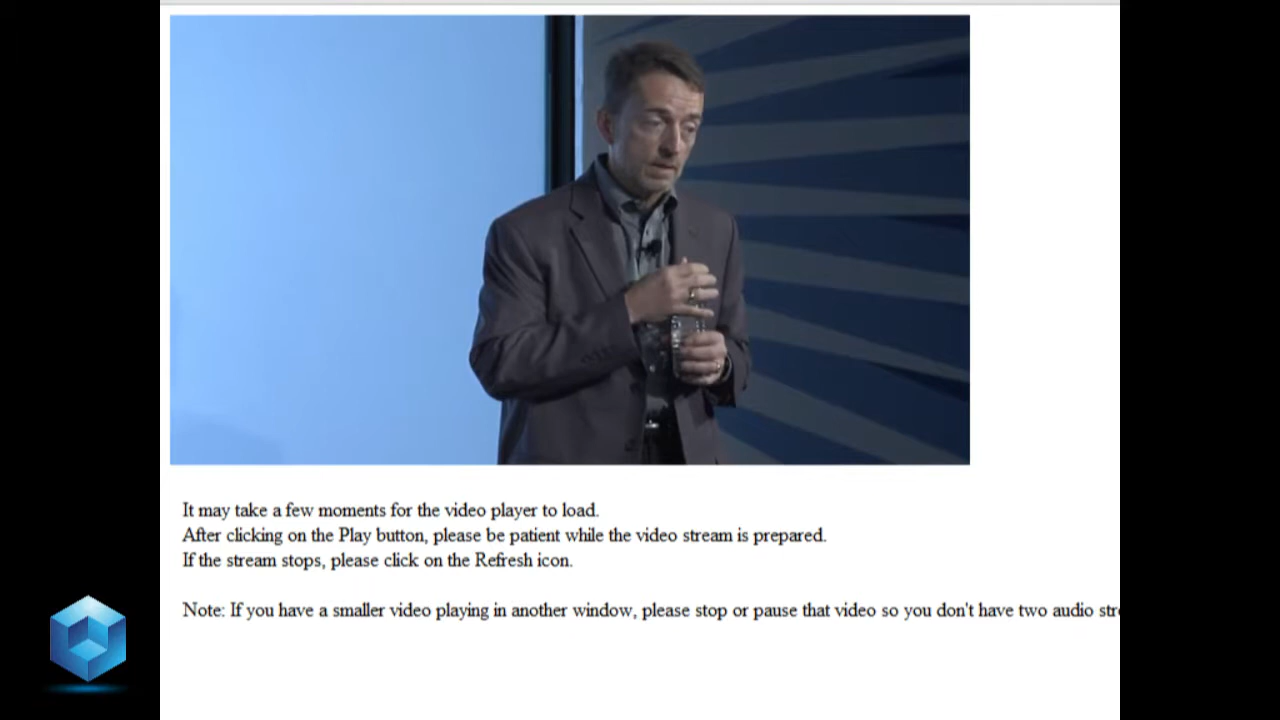 It may take a few moments for the video player to load.
After clicking on the Play button, please be patient while the video stream is prepared.
If the stream stops, please click on the Refresh icon.
Note: If you have a smaller video playing in another window, please stop or pause that video so you don't have two audio